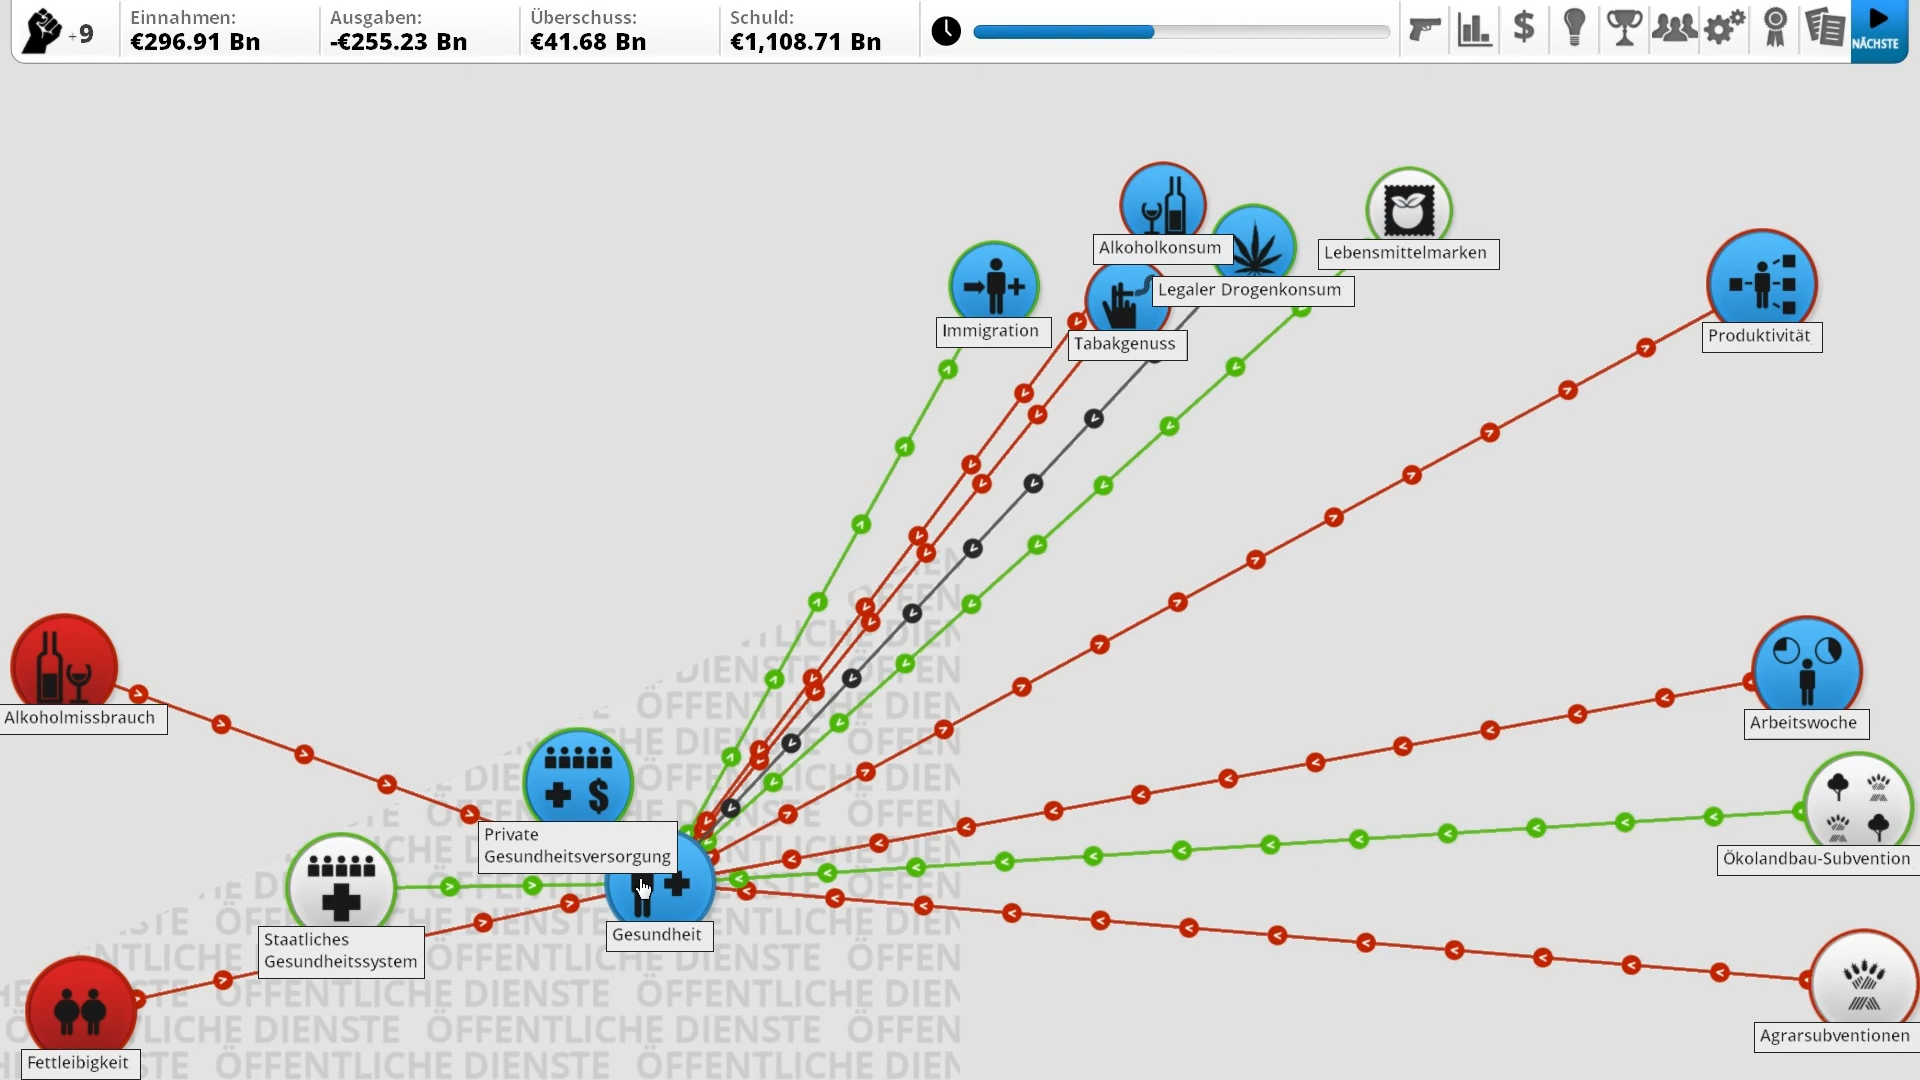 +9
Einnahmen:
€296.91 Bn
Ausgaben:
-€255.23 Bn
Überschuss:
€41.68 Bn
Schuld:
€1,108.71 Bn
NÄCHSTE
Alkoholkonsum
Lebensmittelmarken
Legaler Drogenkonsum
Immigration
Tabakgenuss
Produktivität
Alkoholmissbrauch
Arbeitswoche
Private
Gesundheitsversorgung
Ökolandbau-Subvention
Gesundheit
Staatliches
Gesundheitssystem
Agrarsubventionen
Fettleibigkeit
ÖFFENTLICHE DIENSTE